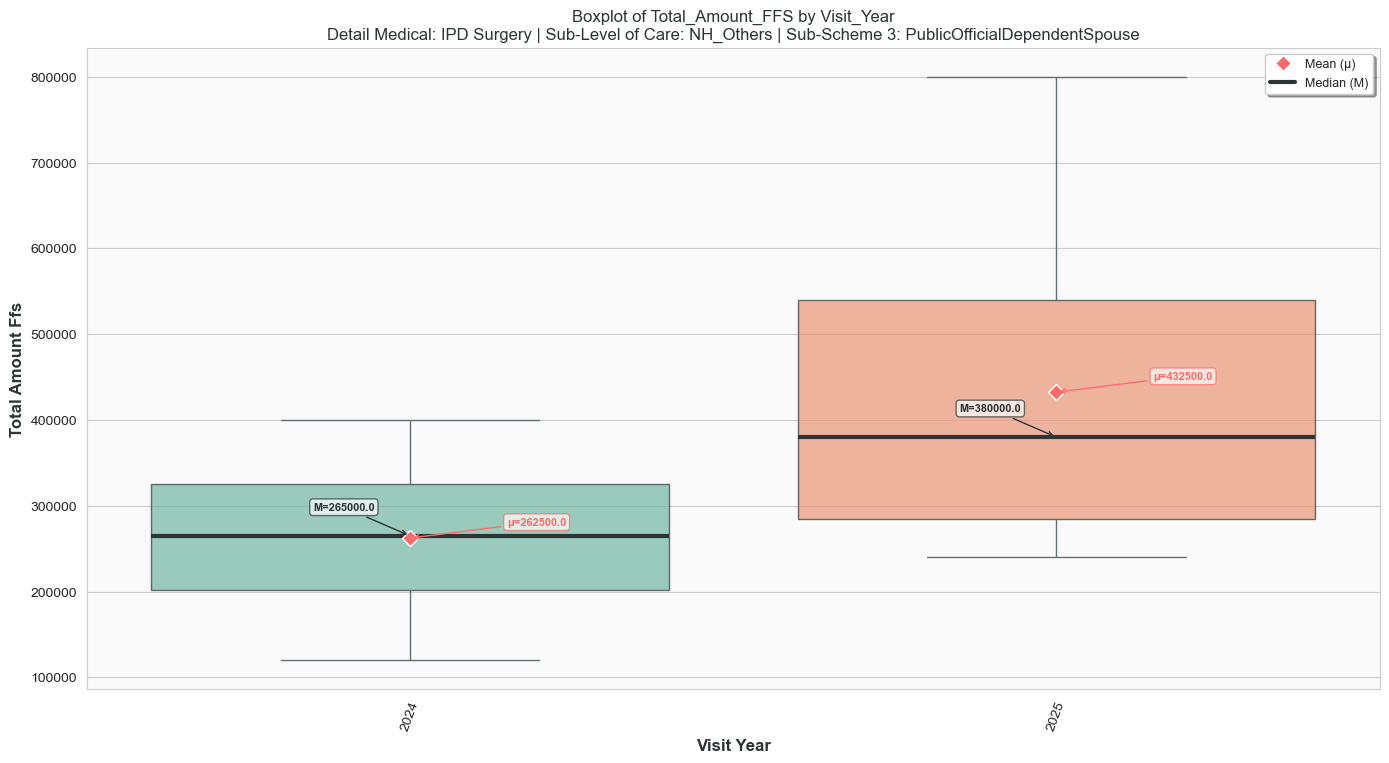 Boxplot of Total_Amount_FFS by Visit_Year
Detail Medical: IPD Surgery | Sub-Level of Care: NH_Others | Sub-Scheme 3: PublicOfficialDependentSpouse
Mean (μ)
Median (M)
Total Amount Ffs
800000
700000
600000
500000
400000
300000
200000
100000
M=265000.0
μ=262500.0
M=380000.0
μ=432500.0
2024
2025
Visit Year